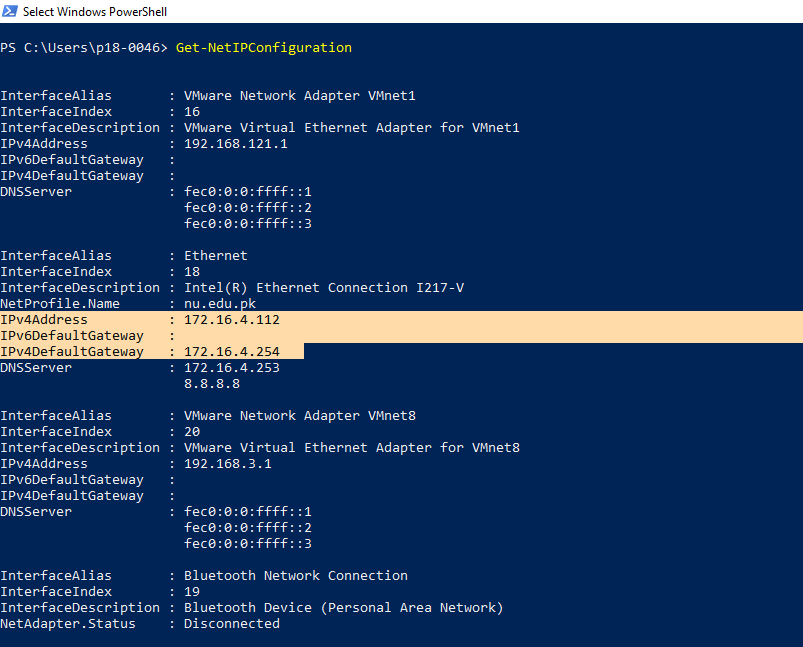 Select Windows PowerShell
PS C:\Users\p18-0046> Get-NetIPConfiguration
InterfaceAlias       : VMware Network Adapter VMnet1
InterfaceIndex       : 16
InterfaceDescription : VMware Virtual Ethernet Adapter for VMnet1
IPv4Address          : 192.168.121.1
IPv6DefaultGateway   :
IPv4DefaultGateway   :
DNSServer            : fec0:0:0:ffff::1
                       fec0:0:0:ffff::2
                       fec0:0:0:ffff::3
InterfaceAlias       : Ethernet
InterfaceIndex       : 18
InterfaceDescription : Intel(R) Ethernet Connection I217-V
NetProfile.Name      : nu.edu.pk
IPv4Address          : 172.16.4.112
IPv6DefaultGateway   :
IPv4DefaultGateway   : 172.16.4.254
DNSServer            : 172.16.4.253
                       8.8.8.8
InterfaceAlias       : VMware Network Adapter VMnet8
InterfaceIndex       : 20
InterfaceDescription : VMware Virtual Ethernet Adapter for VMnet8
IPv4Address          : 192.168.3.1
IPv6DefaultGateway   :
IPv4DefaultGateway   :
DNSServer            : fec0:0:0:ffff::1
                       fec0:0:0:ffff::2
                       fec0:0:0:ffff::3
InterfaceAlias       : Bluetooth Network Connection
InterfaceIndex       : 19
InterfaceDescription : Bluetooth Device (Personal Area Network)
NetAdapter.Status    : Disconnected